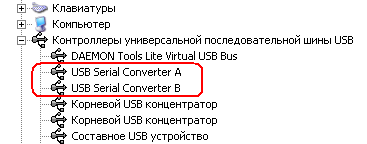 Клавиатуры
Компьютер
Контроллеры универсальной последовательной шины USB
DAEMON Tools Lite Virtual USB Bus
USB Serial Converter A
USB Serial Converter B
Корневой USB концентратор
Корневой USB концентратор
Составное USB устройство